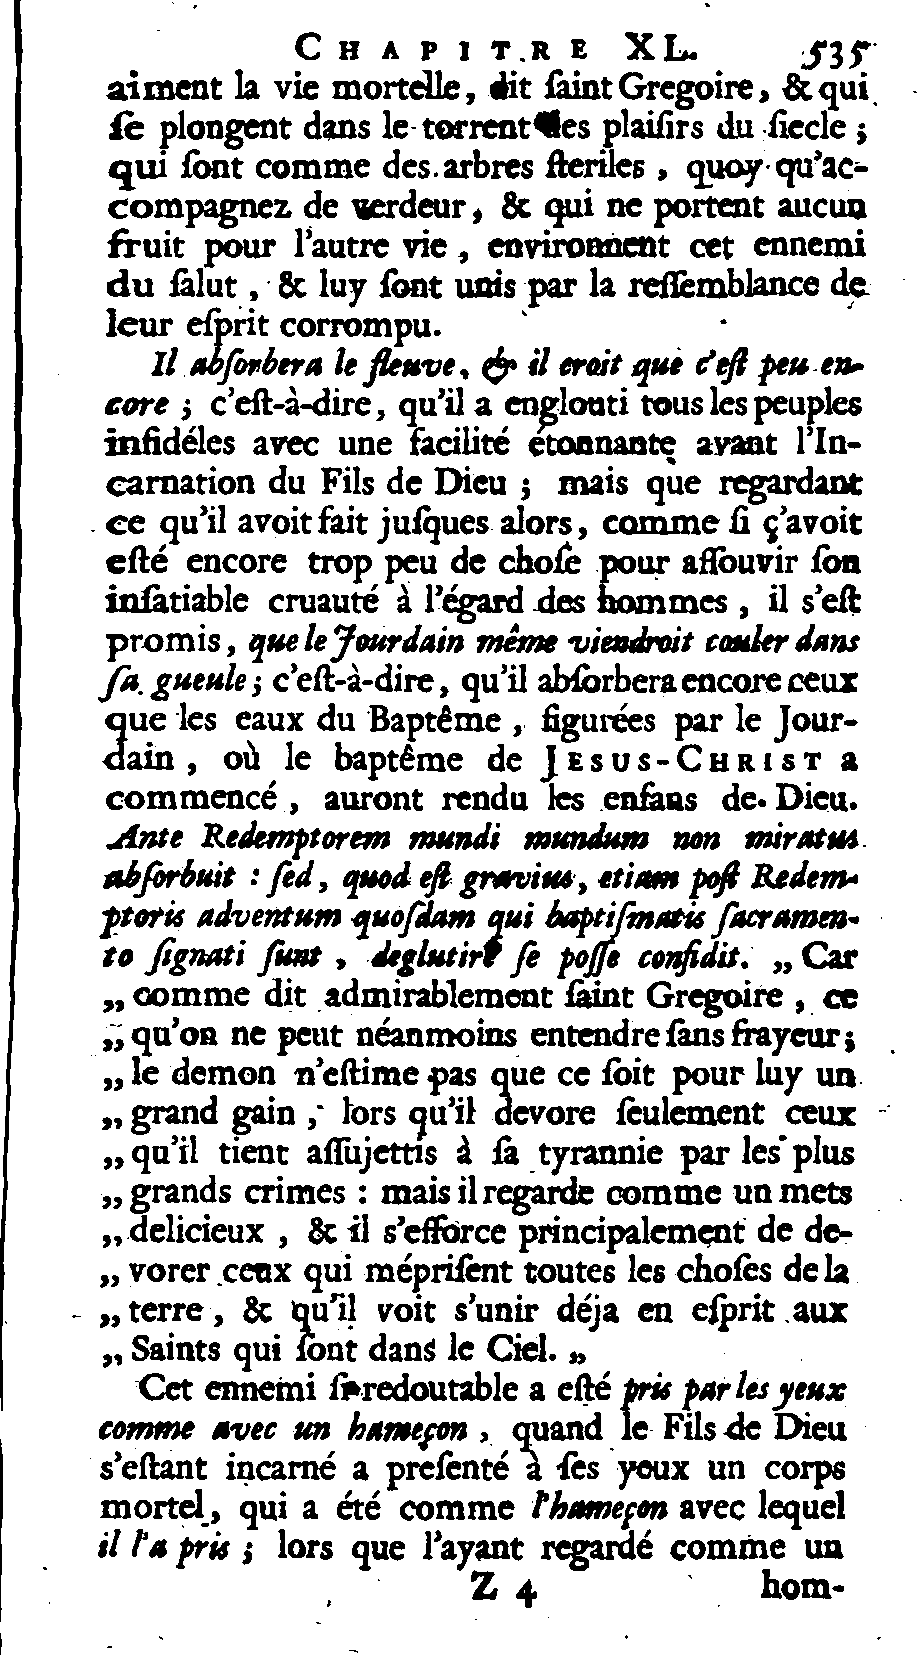 CHAPITRE XL. 535
aiment la vie mortelle, dit ſaint Gregoire, & qui
ſe plongent dans le torrent des plaiſirs du ſiecle ;
qui ſont comme des arbres ſteriles , quoy qu'ac-
compagnez de verdeur, & qui ne portent aucun
fruit pour l'autre vie , environnent cet ennemi
du ſalut , & luy ſont unis par la reſſemblance de
leur eſprit corrompu.
Il abſorbera le fleuve, & il croit que c'eſt peu en-
core ; c'eſt-à-dire, qu'il a englouti tous les peuples
infidéles avec une facilité étonnante avant l'In-
carnation du Fils de Dieu ; mais que regardant
ce qu'il avoit fait juſques alors, comme ſi ç'avoit
eſté encore trop peu de choſe pour aſſouvir ſon
inſatiable cruauté à l'égard des hommes , il s'eſt
promis, que le Jourdain même viendroit couler dans
ſa gueule ; c'eſt-à-dire, qu'il abſorbera encore ceux
que les eaux du Baptême , figurées par le Jour-
dain , où le baptême de JESUS-CHRIST a
commencé , auront rendu les enfans de Dieu.
Ante Redemptorem mundi mundum non miratus
abſorbuit : ſed, quod eſt gravius, etiam poſt Redem-
ptoris adventum quoſdam qui baptiſmatis ſacramen-
to ſignati ſunt , deglutire ſe poſſe confidit. „ Car
„ comme dit admirablement ſaint Gregoire , ce
„ qu'on ne peut néanmoins entendre ſans frayeur;
„ le demon n'eſtime pas que ce ſoit pour luy un
„ grand gain , lors qu'il devore ſeulement ceux
„ qu'il tient aſſujettis à ſa tyrannie par les plus
„ grands crimes : mais il regarde comme un mets
„ delicieux , & il s'efforce principalement de de-
„ vorer ceux qui mépriſent toutes les choſes de la
„ terre , & qu'il voit s'unir déja en eſprit aux
„ Saints qui ſont dans le Ciel. „
Cet ennemi ſi redoutable a eſté pris par les yeux
comme avec un hameçon , quand le Fils de Dieu
s'eſtant incarné a preſenté à ſes yeux un corps
mortel , qui a été comme l'hameçon avec lequel
il l'a pris ; lors que l'ayant regardé comme un
Z 4 hom-